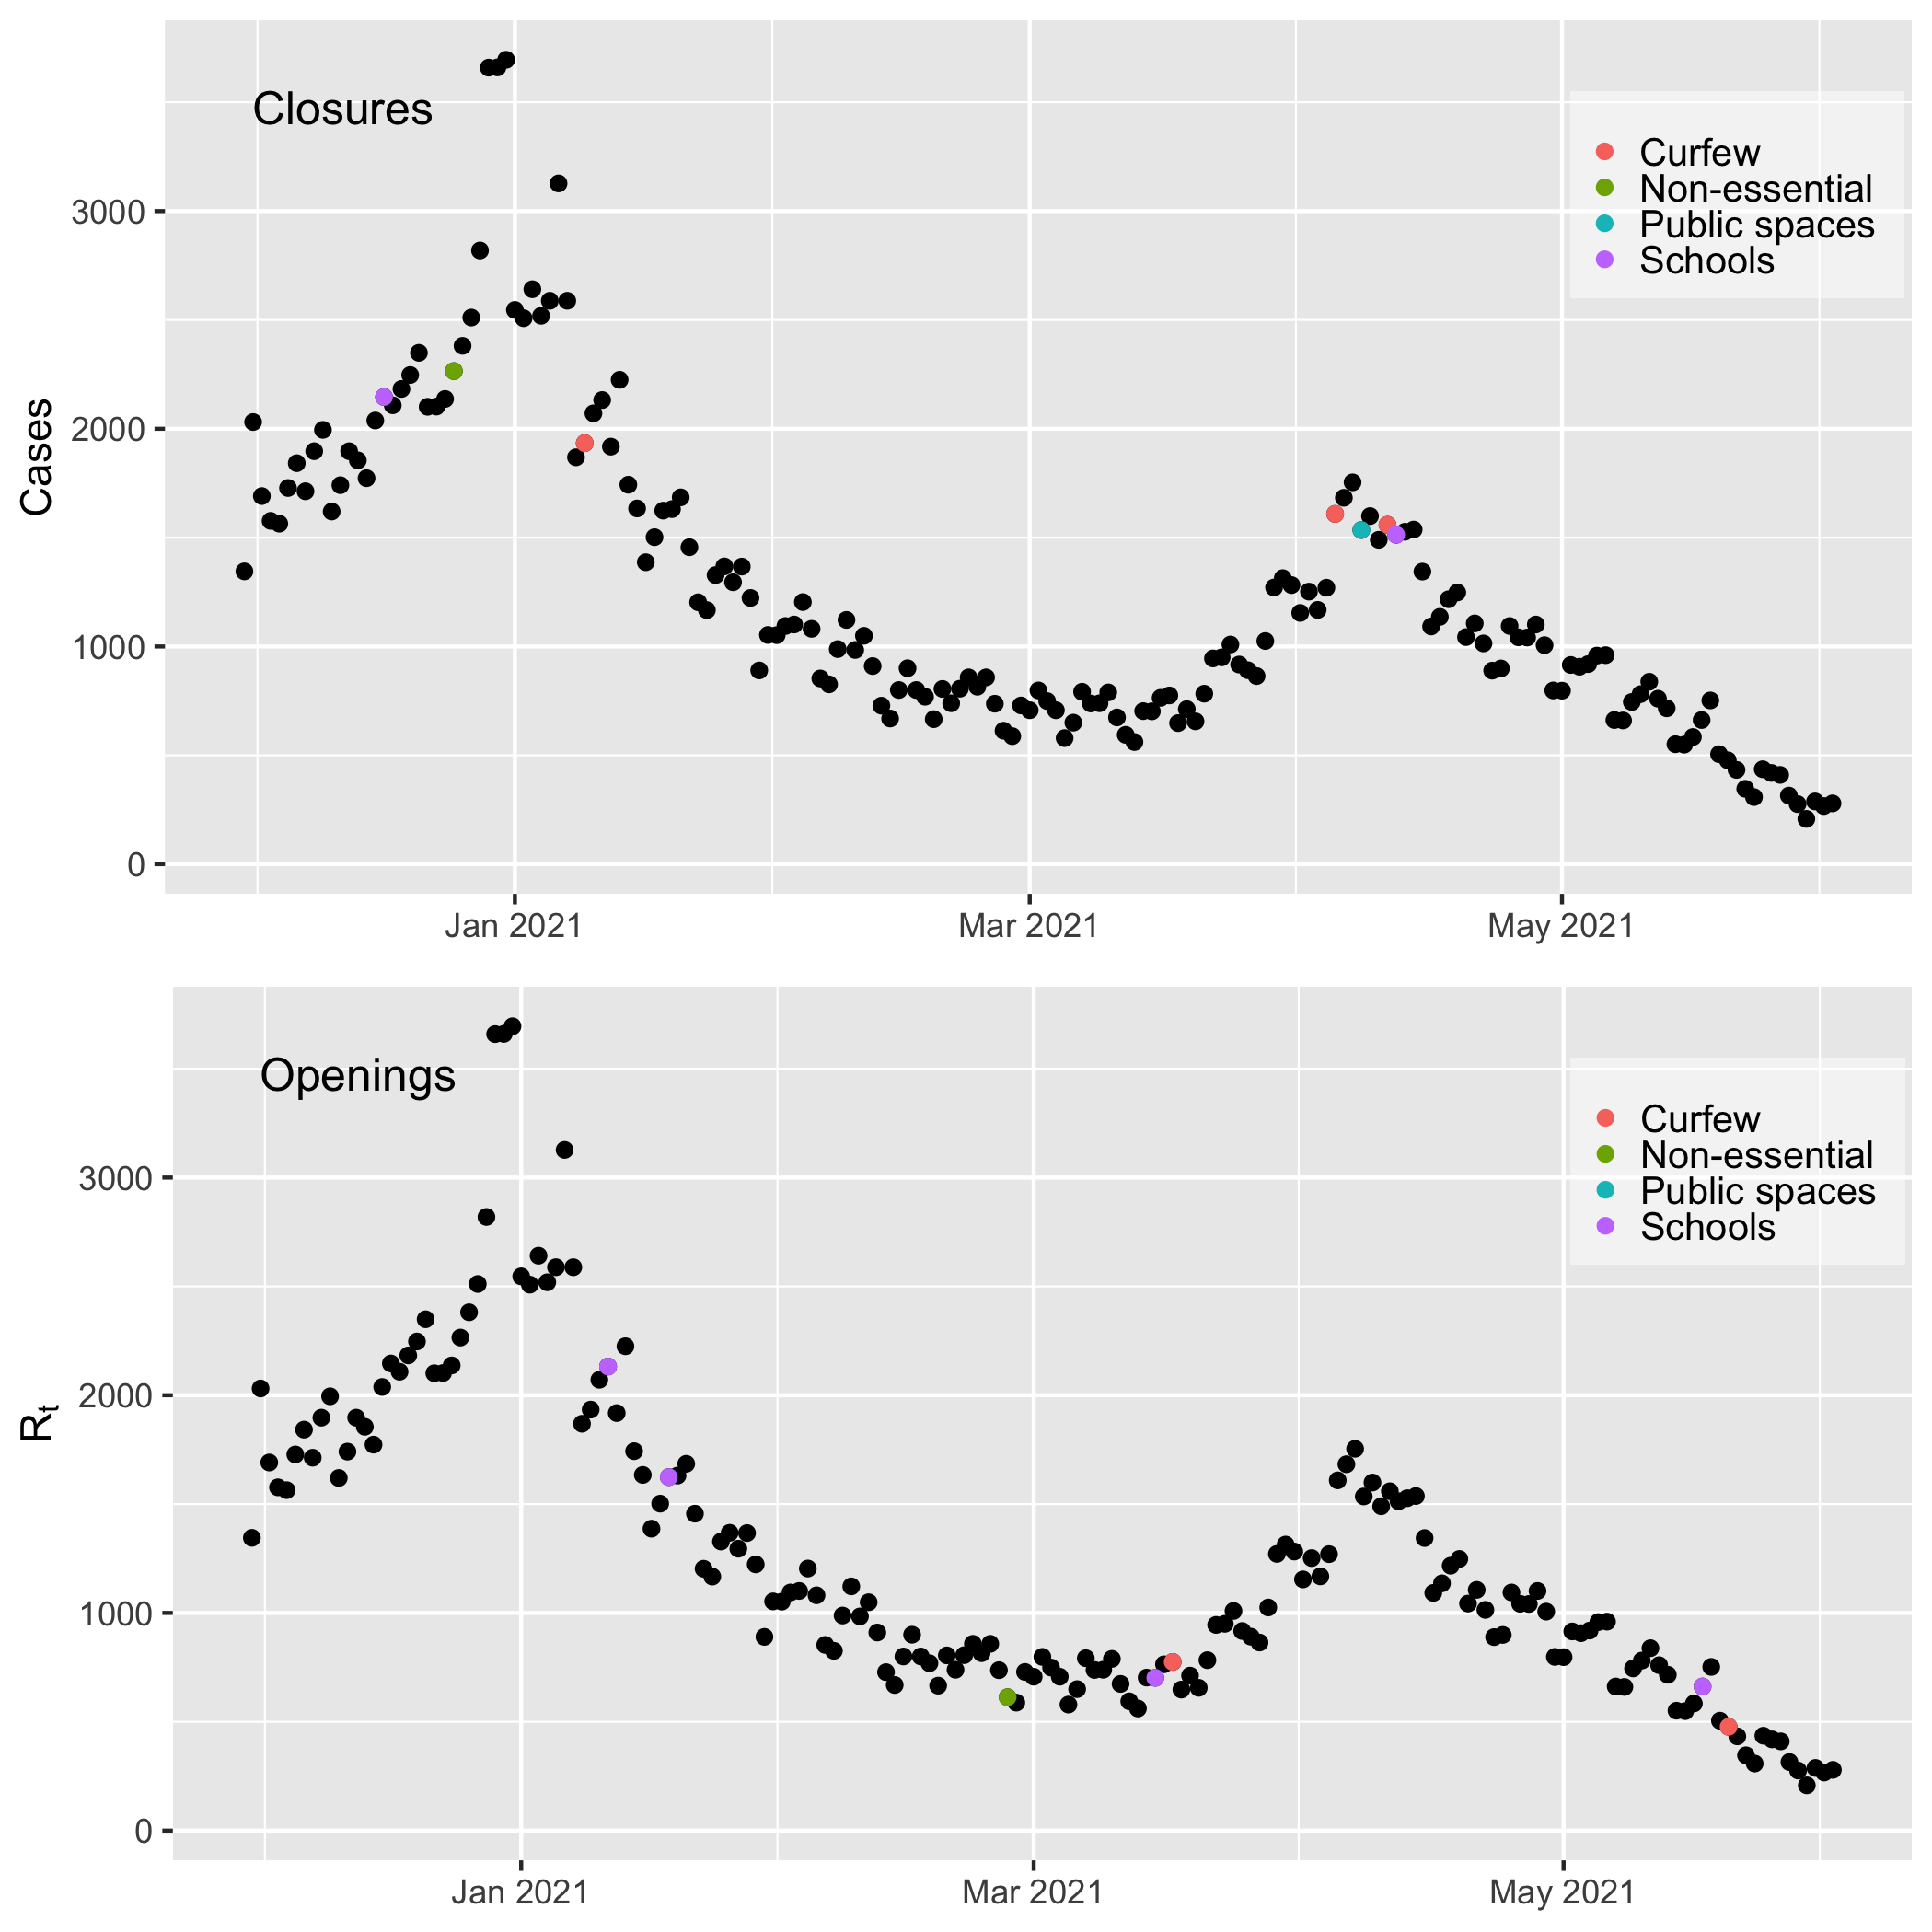 Closures
Curfew
Non-essential
Public spaces
Schools
3000
2000
1000
0
Cases
Jan 2021
Mar 2021
May 2021
Openings
Curfew
Non-essential
Public spaces
Schools
3000
2000
1000
0
Rt
Jan 2021
Mar 2021
May 2021